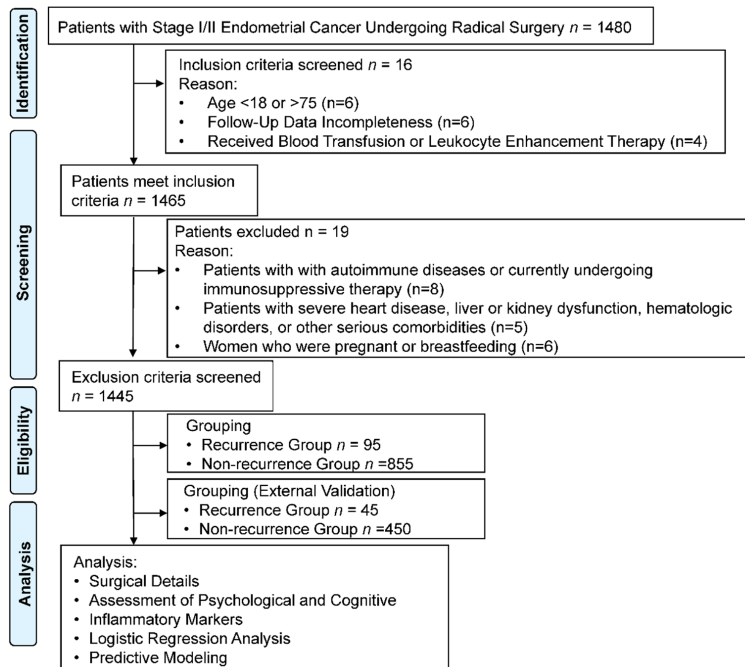 Identification
Patients with Stage I/II Endometrial Cancer Undergoing Radical Surgery n = 1480
Inclusion criteria screened n = 16
Reason:
• Age <18 or >75 (n=6)
• Follow-Up Data Incompleteness (n=6)
• Received Blood Transfusion or Leukocyte Enhancement Therapy (n=4)
Screening
Patients meet inclusion
criteria n = 1465
Patients excluded n = 19
Reason:
• Patients with with autoimmune diseases or currently undergoing
immunosuppressive therapy (n=8)
• Patients with severe heart disease, liver or kidney dysfunction, hematologic
disorders, or other serious comorbidities (n=5)
• Women who were pregnant or breastfeeding (n=6)
Exclusion criteria screened
n = 1445
Eligibility
Grouping
• Recurrence Group n = 95
• Non-recurrence Group n =855
Grouping (External Validation)
• Recurrence Group n = 45
• Non-recurrence Group n =450
Analysis
Analysis:
• Surgical Details
• Assessment of Psychological and Cognitive
• Inflammatory Markers
• Logistic Regression Analysis
• Predictive Modeling